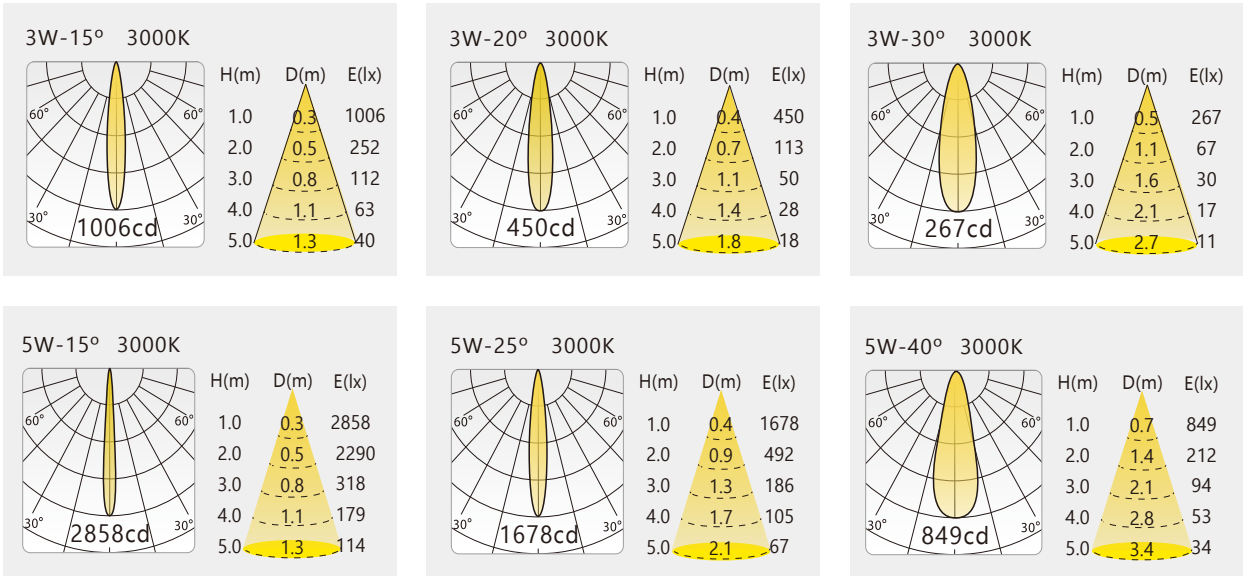 3W-15º 3000K
H(m) D(m) E(lx)
1.0 0.3 1006
2.0 0.5 252
3.0 0.8 112
4.0 1.1 63
5.0 1.3 40
60° 60°
30° 30°
1006cd
3W-20º 3000K
H(m) D(m) E(lx)
1.0 0.4 450
2.0 0.7 113
3.0 1.1 50
4.0 1.4 28
5.0 1.8 18
60° 60°
30° 30°
450cd
3W-30º 3000K
H(m) D(m) E(lx)
1.0 0.5 267
2.0 1.1 67
3.0 1.6 30
4.0 2.1 17
5.0 2.7 11
60° 60°
30° 30°
267cd
5W-15º 3000K
H(m) D(m) E(lx)
1.0 0.3 2858
2.0 0.5 2290
3.0 0.8 318
4.0 1.1 179
5.0 1.3 114
60° 60°
30° 30°
2858cd
5W-25º 3000K
H(m) D(m) E(lx)
1.0 0.4 1678
2.0 0.9 492
3.0 1.3 186
4.0 1.7 105
5.0 2.1 67
60° 60°
30° 30°
1678cd
5W-40º 3000K
H(m) D(m) E(lx)
1.0 0.7 849
2.0 1.4 212
3.0 2.1 94
4.0 2.8 53
5.0 3.4 34
60° 60°
30° 30°
849cd